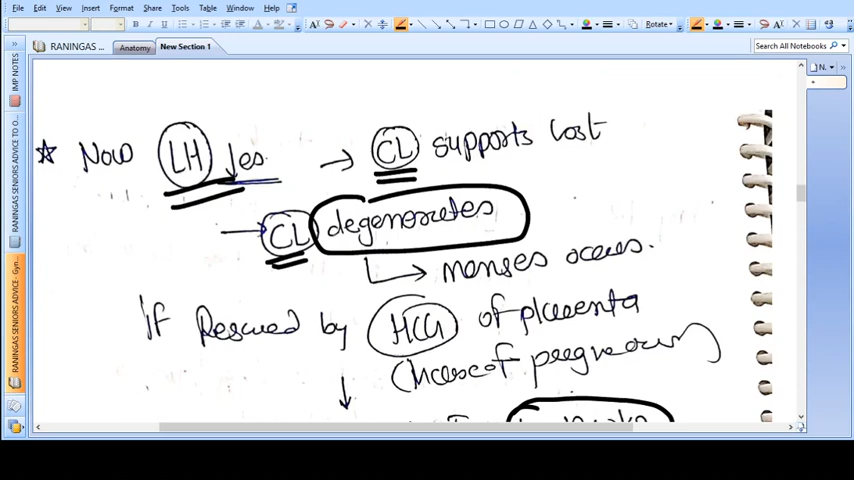 File Edit View Insert Format Share Tools Table Window Help
Rotate
RANINGAS ... Anatomy New Section 1 Search All Notebooks
IMP NOTES
RANINGAS SENIORS ADVICE TO O
RANINGAS SENIORS ADVICE- Gyn
N.
Now LH ↓es → CL supports lost
→ CL degenerates
→ menses occurs.
If Rescued by HCG of placenta
(Incase of pregnancy)
↓